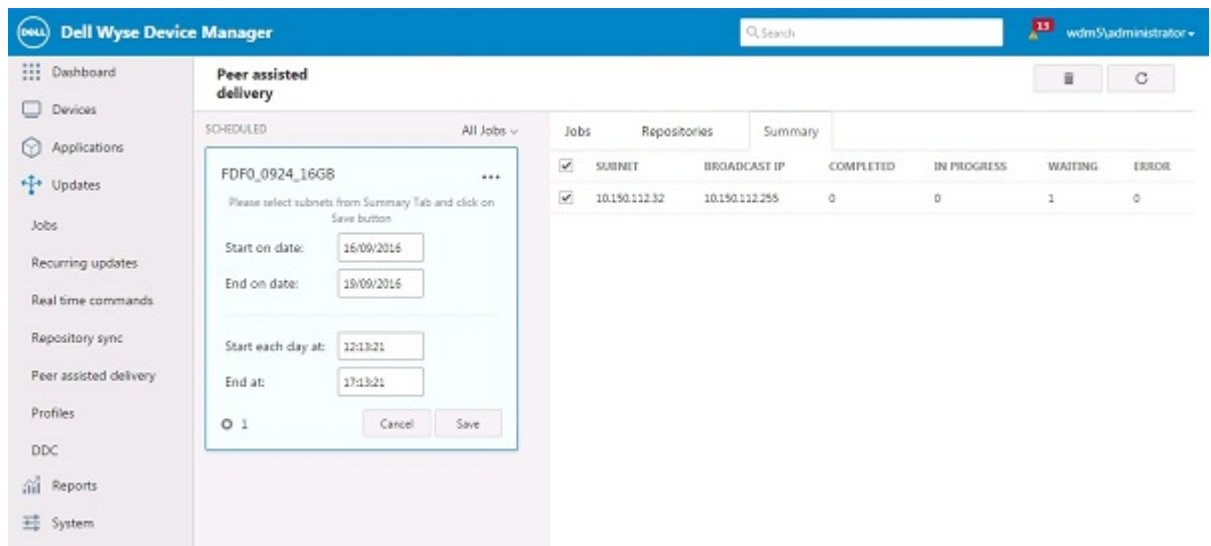 DELL Dell Wyse Device Manager
Search
13
wdm5\administrator
Dashboard
Devices
Applications
Updates
Jobs
Recurring updates
Real time commands
Repository sync
Peer assisted delivery
Profiles
DDC
Reports
System
Peer assisted
delivery
SCHEDULED All Jobs
FDF0_0924_16GB ...
Please select subnets from Summary Tab and click on
Save button
Start on date: 16/09/2016
End on date: 19/09/2016
Start each day at: 12:13:21
End at: 17:13:21
1 Cancel Save
Jobs Repositories Summary
SUBNET BROADCAST IP COMPLETED IN PROGRESS WAITING ERROR
10.150.112.32 10.150.112.255 0 0 1 0